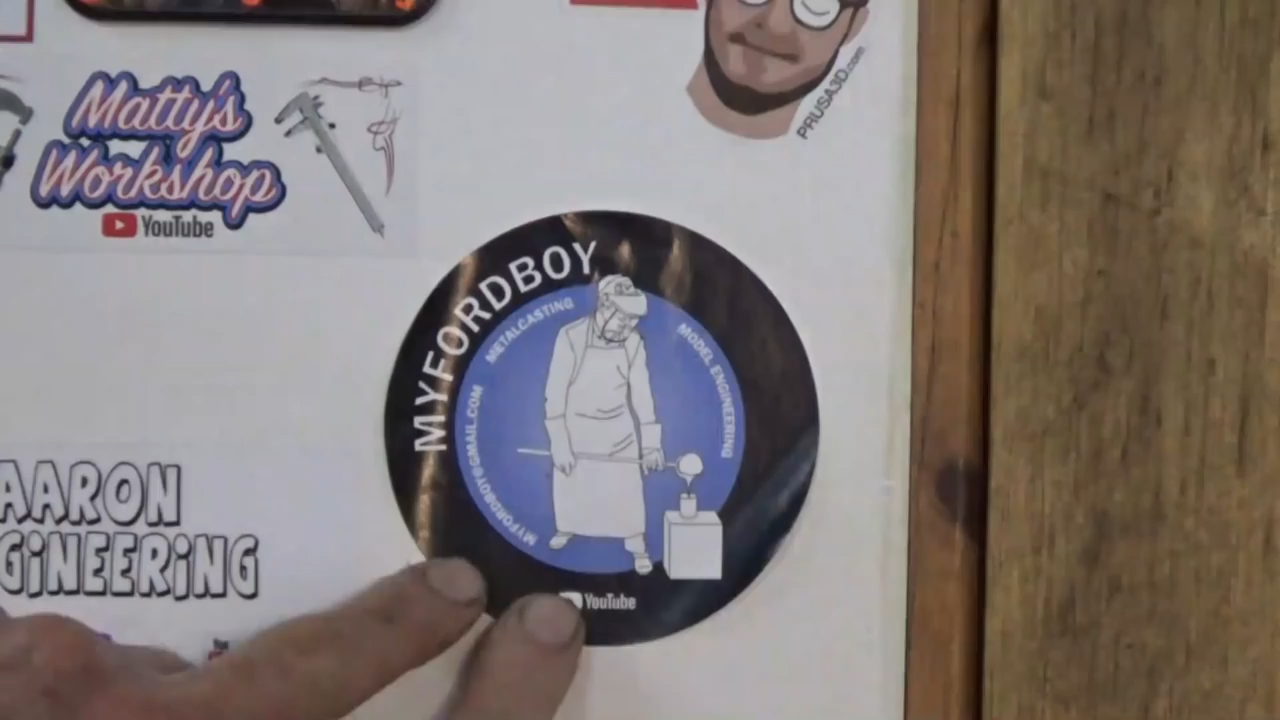 Matty's
Workshop
YouTube
PRUSA3D.com
MYFORDBOY
METALCASTING
MODEL ENGINEERING
MYFORDBOY@GMAIL.COM
YouTube
AARON
GiNEERiNG